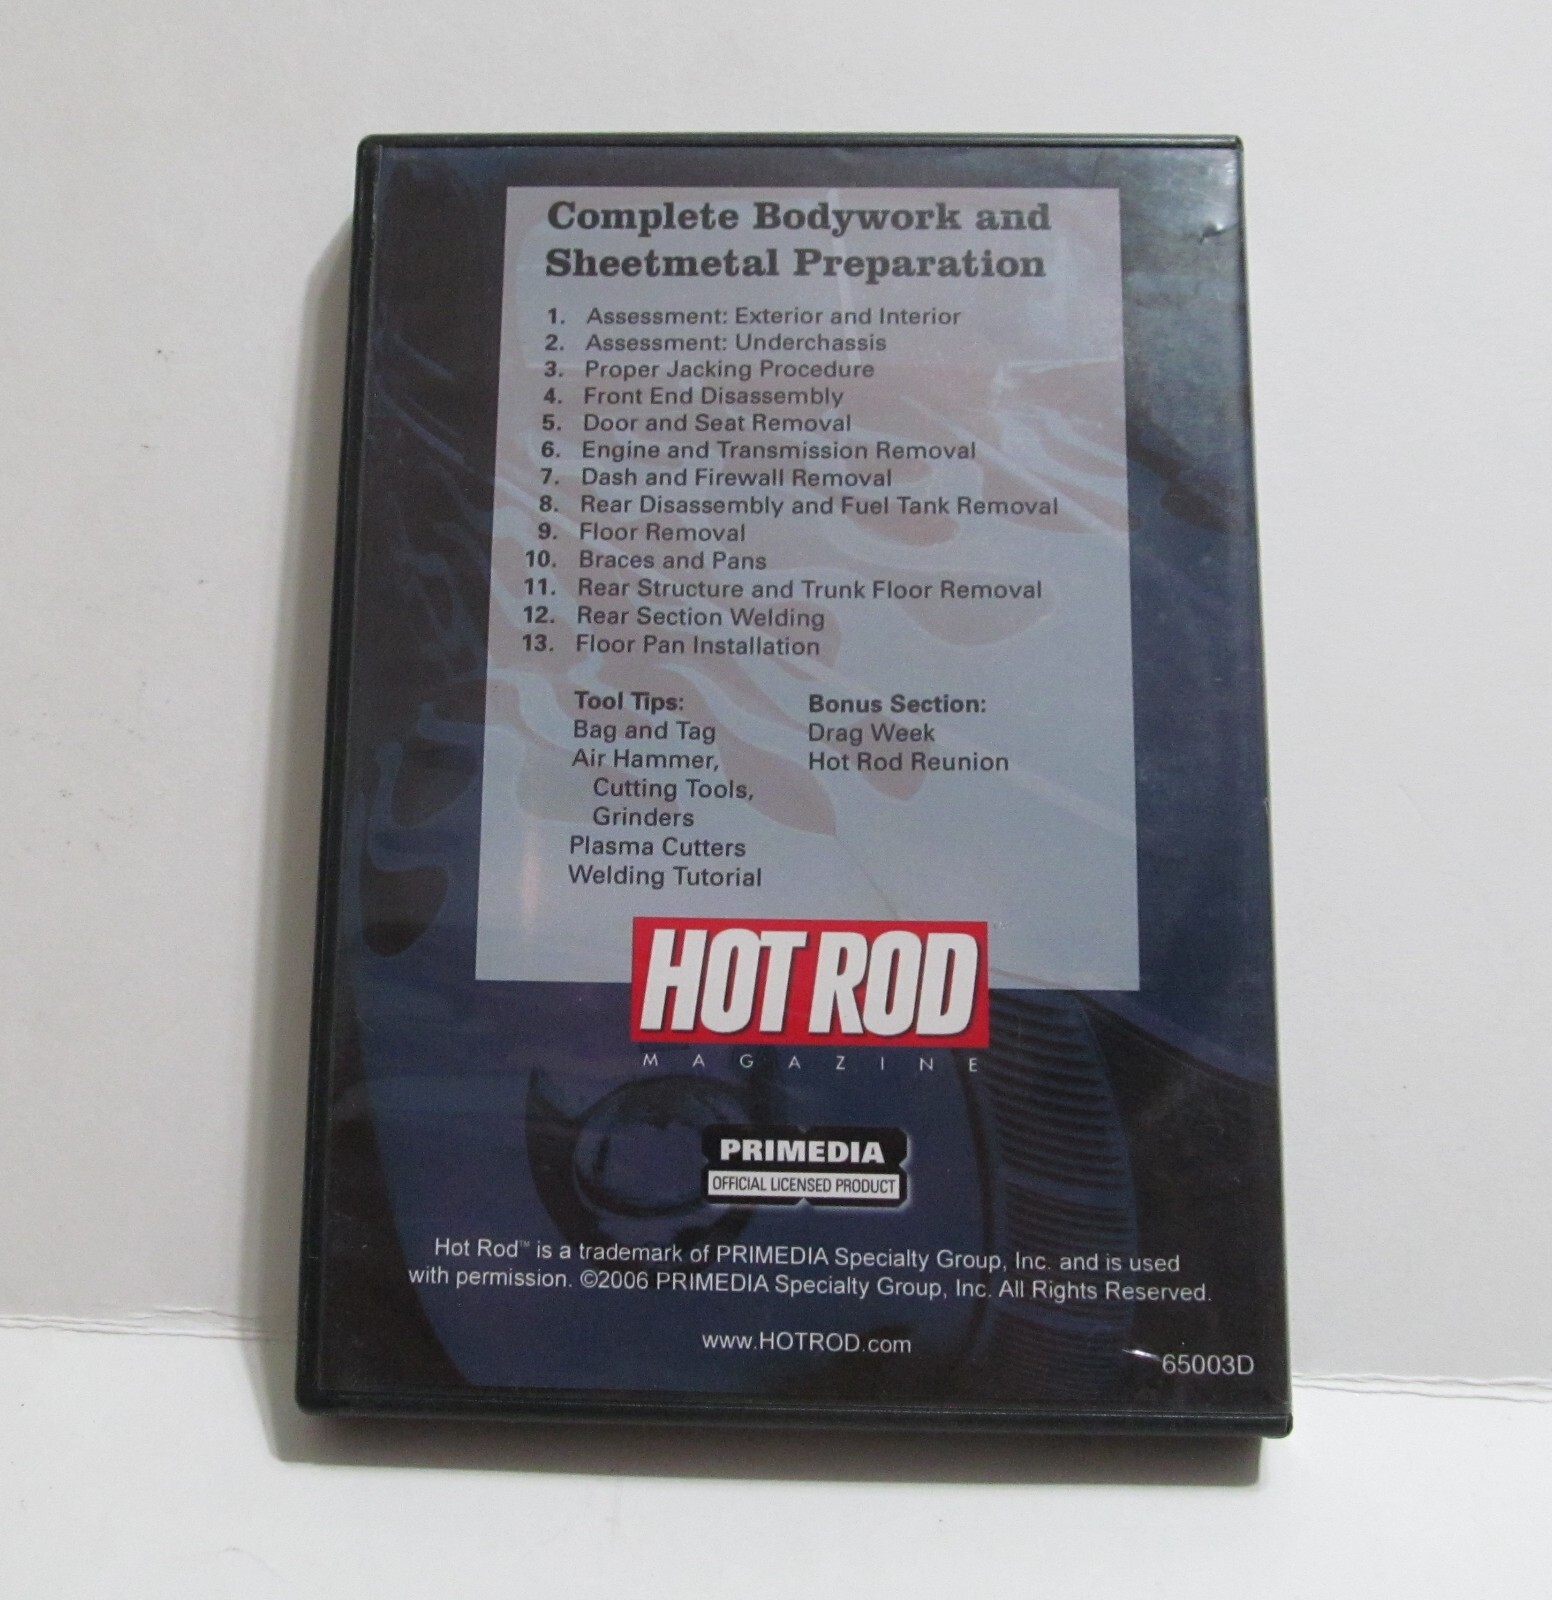 Complete Bodywork and
Sheetmetal Preparation
1. Assessment: Exterior and Interior
2. Assessment: Underchassis
3. Proper Jacking Procedure
4. Front End Disassembly
5. Door and Seat Removal
6. Engine and Transmission Removal
7. Dash and Firewall Removal
8. Rear Disassembly and Fuel Tank Removal
9. Floor Removal
10. Braces and Pans
11. Rear Structure and Trunk Floor Removal
12. Rear Section Welding
13. Floor Pan Installation
Tool Tips:
Bag and Tag
Air Hammer,
Cutting Tools,
Grinders
Plasma Cutters
Welding Tutorial
Bonus Section:
Drag Week
Hot Rod Reunion
HOT ROD
MAGAZINE
PRIMEDIA
OFFICIAL LICENSED PRODUCT
Hot Rod™ is a trademark of PRIMEDIA Specialty Group, Inc. and is used
with permission. ©2006 PRIMEDIA Specialty Group, Inc. All Rights Reserved.
www.HOTROD.com
65003D